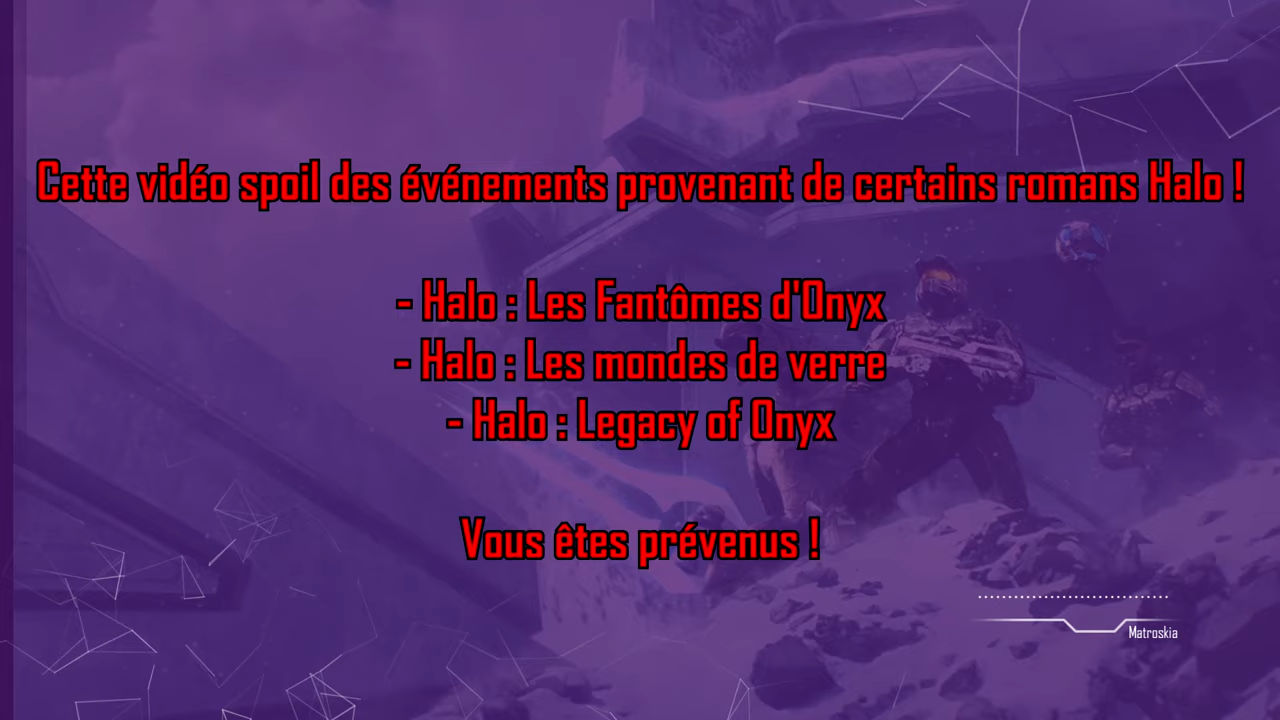 Cette vidéo spoil des événements provenant de certains romans Halo !
- Halo : Les Fantômes d'Onyx
- Halo : Les mondes de verre
- Halo : Legacy of Onyx
Vous êtes prévenus !
Matroskia